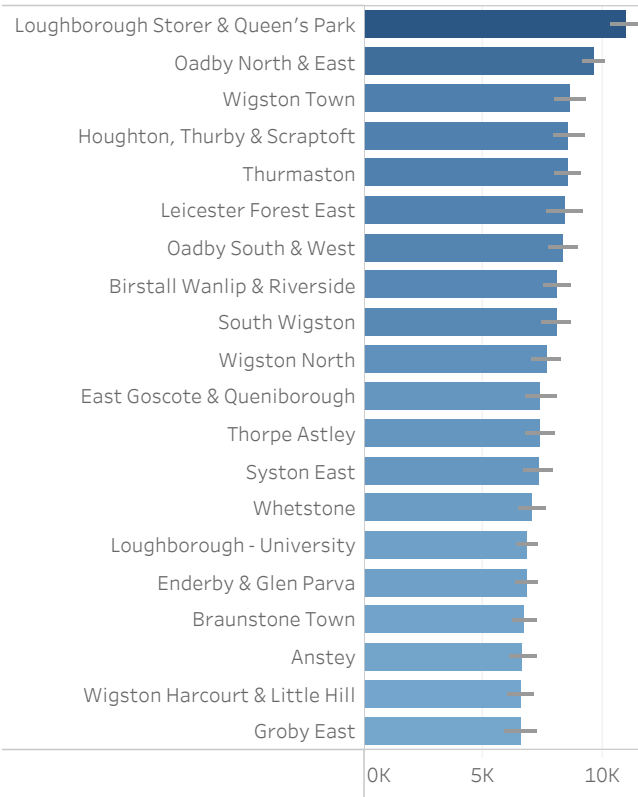 Loughborough Storer & Queen's Park
Oadby North & East
Wigston Town
Houghton, Thurby & Scraptoft
Thurmaston
Leicester Forest East
Oadby South & West
Birstall Wanlip & Riverside
South Wigston
Wigston North
East Goscote & Queniborough
Thorpe Astley
Syston East
Whetstone
Loughborough - University
Enderby & Glen Parva
Braunstone Town
Anstey
Wigston Harcourt & Little Hill
Groby East
0K 5K 10K